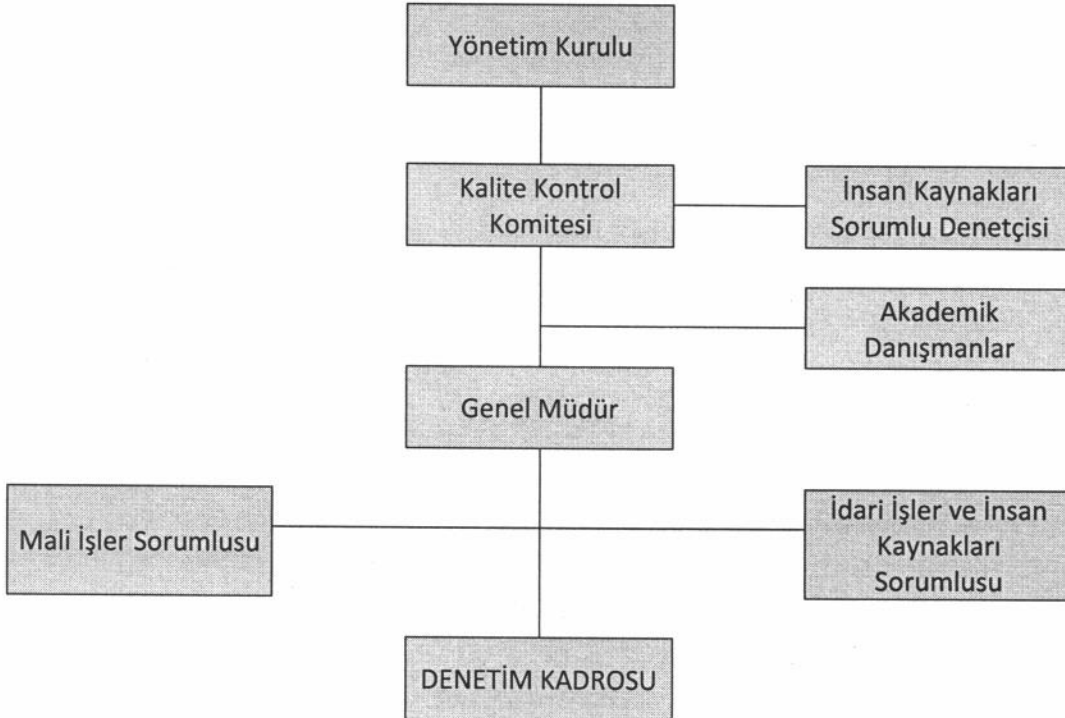 Yönetim Kurulu
Kalite Kontrol
Komitesi
İnsan Kaynakları
Sorumlu Denetçisi
Akademik
Danışmanlar
Genel Müdür
Mali İşler Sorumlusu
İdari İşler ve İnsan
Kaynakları
Sorumlusu
DENETİM KADROSU